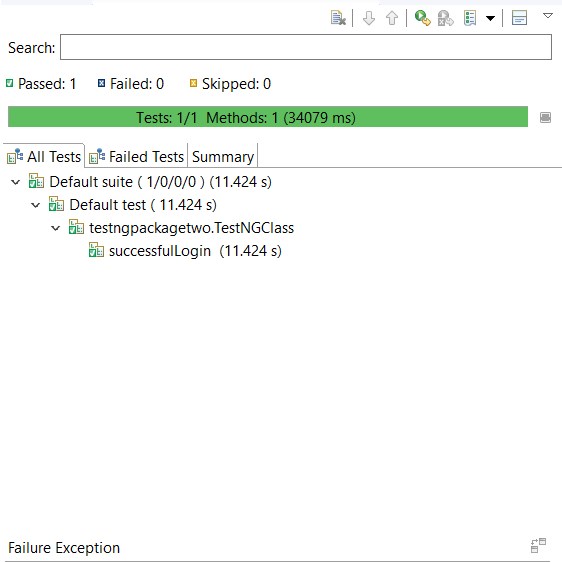 Search:
Passed: 1 Failed: 0 Skipped: 0
Tests: 1/1 Methods: 1 (34079 ms)
All Tests Failed Tests Summary
Default suite ( 1/0/0/0 ) (11.424 s)
Default test ( 11.424 s)
testngpackagetwo.TestNGClass
successfulLogin (11.424 s)
Failure Exception